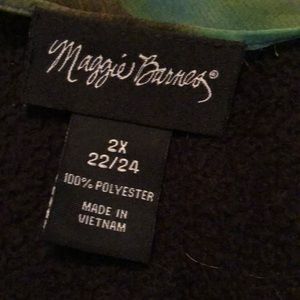 Maggie Barnes®
2X
22/24
100% POLYESTER
MADE IN
VIETNAM